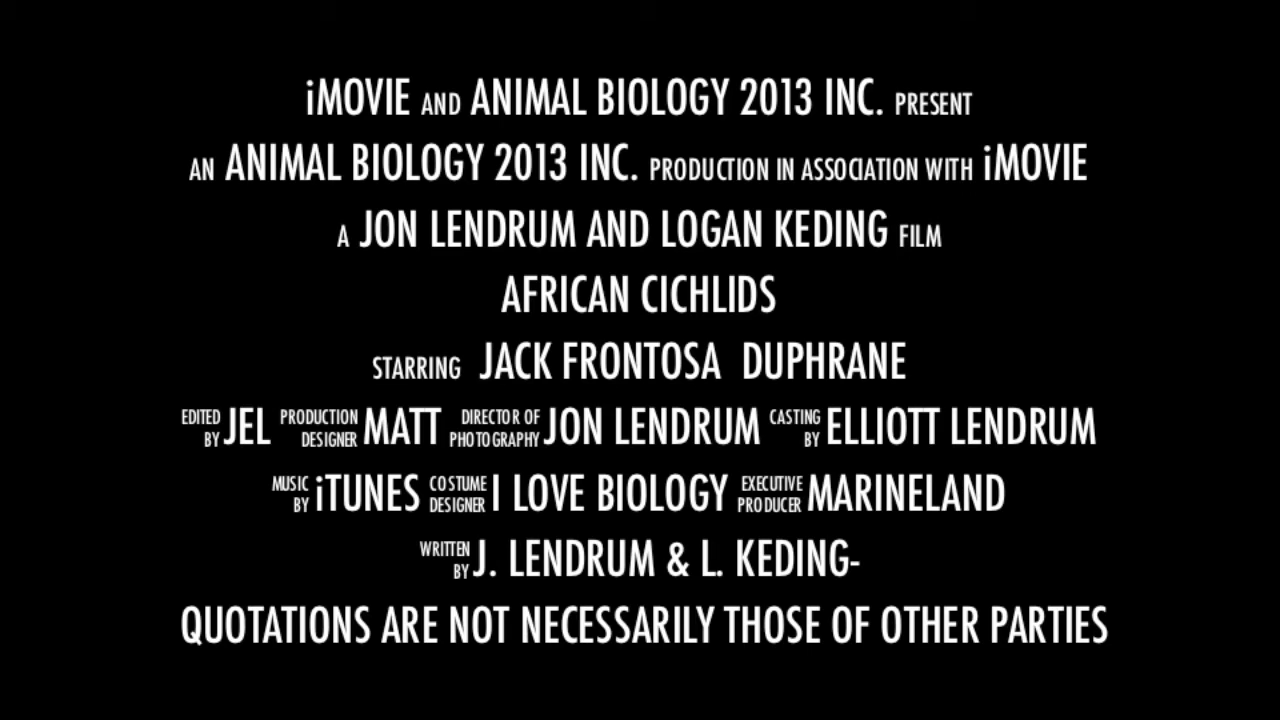 iMOVIE AND ANIMAL BIOLOGY 2013 INC. PRESENT
AN ANIMAL BIOLOGY 2013 INC. PRODUCTION IN ASSOCIATION WITH iMOVIE
A JON LENDRUM AND LOGAN KEDING FILM
AFRICAN CICHLIDS
STARRING JACK FRONTOSA DUPHRANE
EDITED BY JEL PRODUCTION DESIGNER MATT DIRECTOR OF PHOTOGRAPHY JON LENDRUM CASTING BY ELLIOTT LENDRUM
MUSIC BY iTUNES COSTUME DESIGNER I LOVE BIOLOGY EXECUTIVE PRODUCER MARINELAND
WRITTEN BY J. LENDRUM & L. KEDING-
QUOTATIONS ARE NOT NECESSARILY THOSE OF OTHER PARTIES